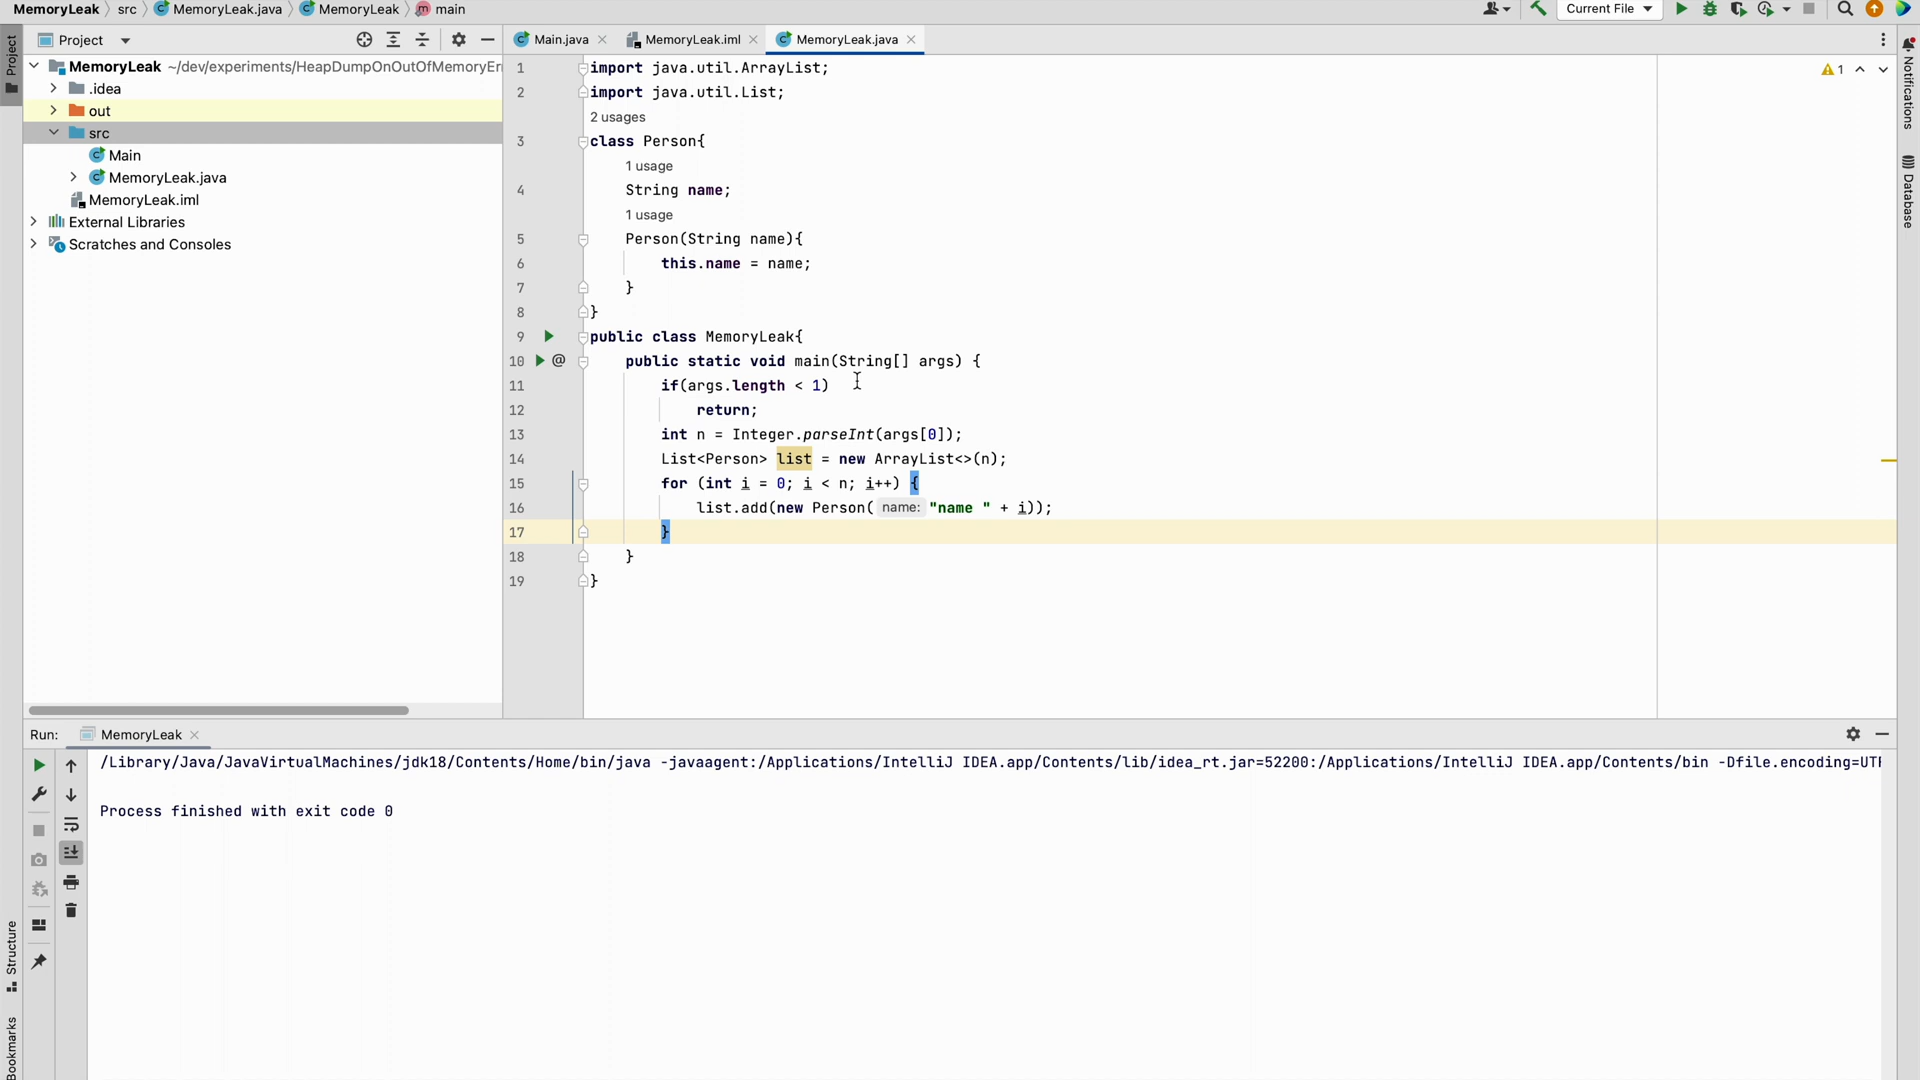 MemoryLeak src MemoryLeak.java MemoryLeak main
Current File
Project
Main.java MemoryLeak.iml MemoryLeak.java
Project
MemoryLeak ~/dev/experiments/HeapDumpOnOutOfMemoryEr
.idea
out
src
Main
MemoryLeak.java
MemoryLeak.iml
External Libraries
Scratches and Consoles
1 import java.util.ArrayList;
2 import java.util.List;
2 usages
3 class Person{
1 usage
4 String name;
1 usage
5 Person(String name){
6 this.name = name;
7 }
8 }
9 public class MemoryLeak{
10 @ public static void main(String[] args) {
11 if(args.length < 1)
12 return;
13 int n = Integer.parseInt(args[0]);
14 List<Person> list = new ArrayList<>(n);
15 for (int i = 0; i < n; i++) {
16 list.add(new Person( name: "name " + i));
17 }
18 }
19 }
1
Notifications
Database
Run: MemoryLeak
/Library/Java/JavaVirtualMachines/jdk18/Contents/Home/bin/java -javaagent:/Applications/IntelliJ IDEA.app/Contents/lib/idea_rt.jar=52200:/Applications/IntelliJ IDEA.app/Contents/bin -Dfile.encoding=UTF
Process finished with exit code 0
Structure
Bookmarks